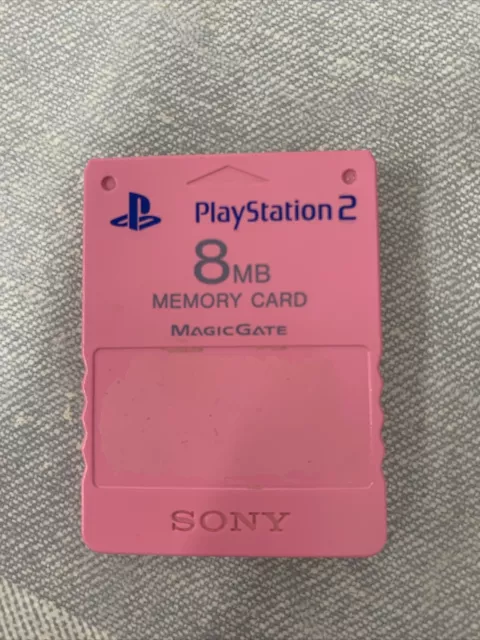 PlayStation 2
8MB
MEMORY CARD
MAGICGATE
SONY